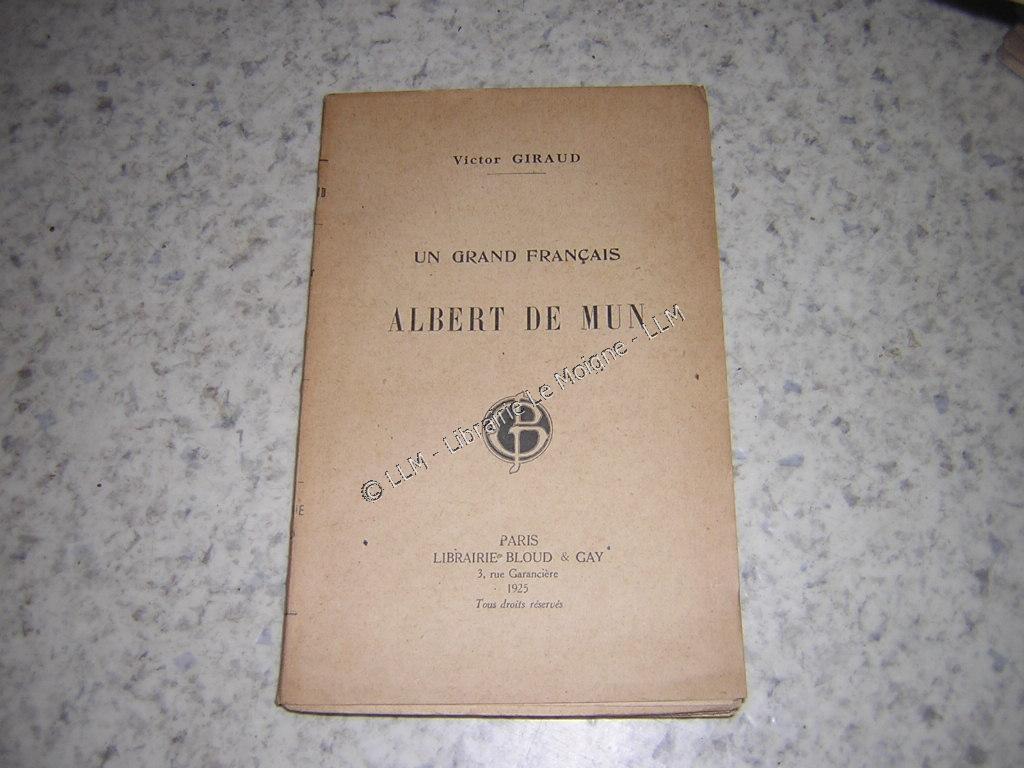 Victor GIRAUD
UN GRAND FRANÇAIS
ALBERT DE MUN
© LLM - Librairie Le Moigne - LLM
PARIS
LIBRAIRIE BLOUD & GAY
3, rue Garancière
1925
Tous droits réservés